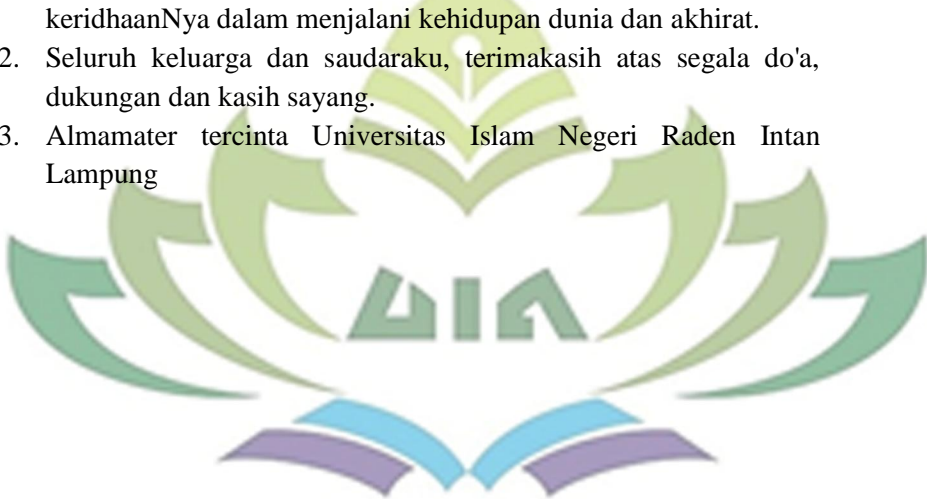 keridhaanNya dalam menjalani kehidupan dunia dan akhirat.
2. Seluruh keluarga dan saudaraku, terimakasih atas segala do'a,
dukungan dan kasih sayang.
3. Almamater tercinta Universitas Islam Negeri Raden Intan
Lampung
UIN